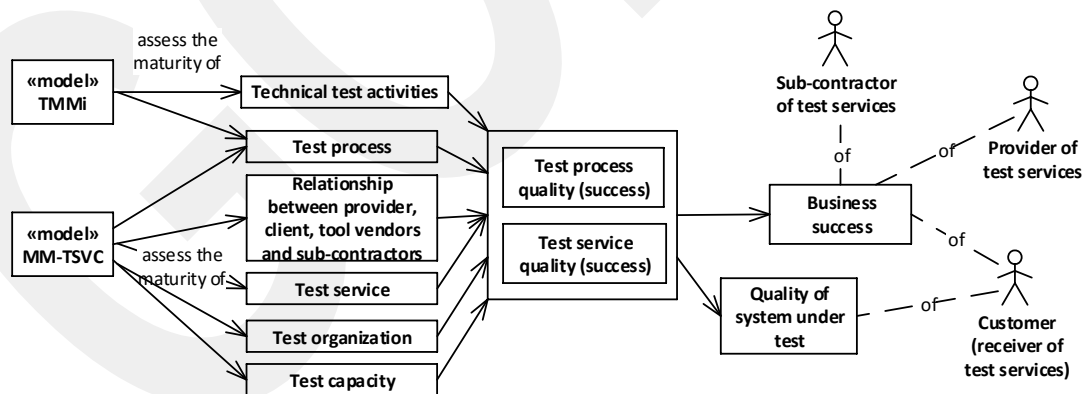 assess the
maturity of
«model»
TMMi
Technical test activities
Test process
Relationship
between provider,
client, tool vendors
and sub-contractors
«model»
MM-TSVC
assess the
maturity of
Test service
Test organization
Test capacity
Test process
quality (success)
Test service
quality (success)
Sub-contractor
of test services
of
Provider of
test services
of
Business
success
of
Quality of
system under
test
of
Customer
(receiver of
test services)